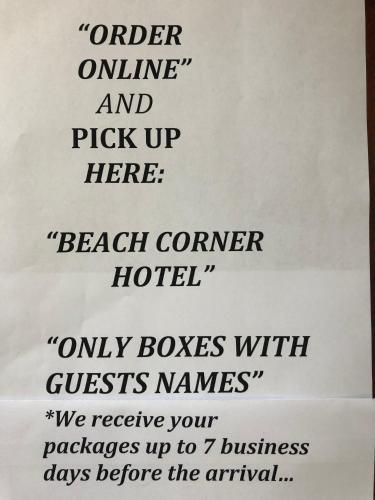 “ORDER
ONLINE”
AND
PICK UP
HERE:
“BEACH CORNER
HOTEL”
“ONLY BOXES WITH
GUESTS NAMES”
*We receive your
packages up to 7 business
days before the arrival...